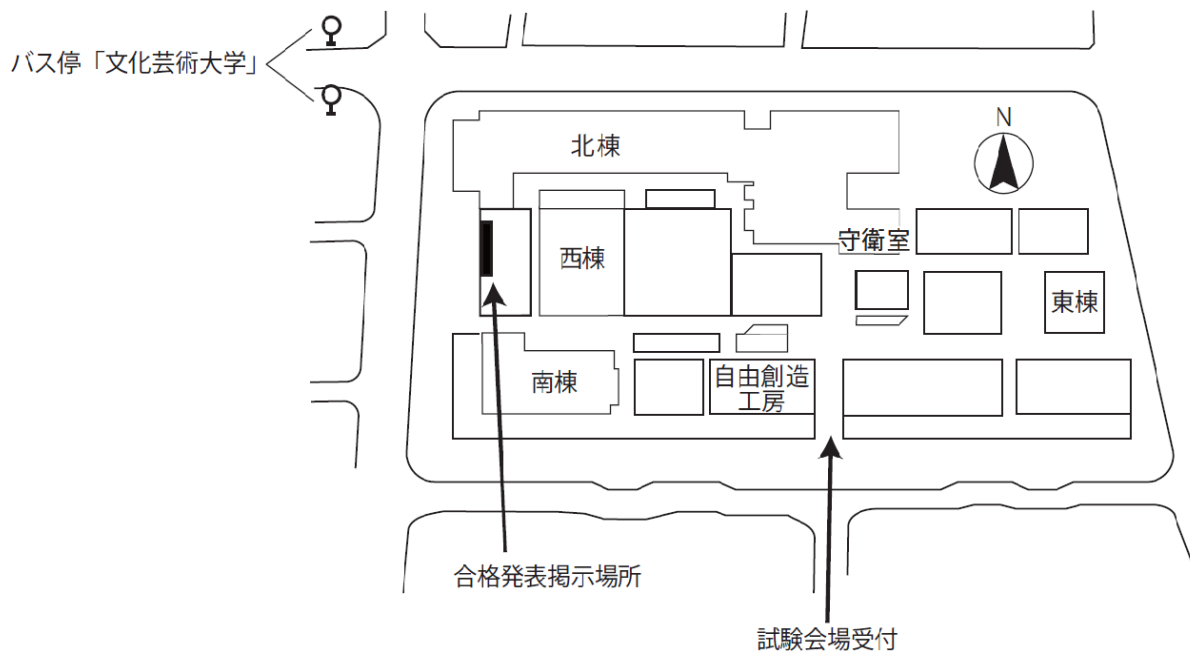 バス停「文化芸術大学」
N
北棟
守衛室
西棟
東棟
南棟
自由創造
工房
合格発表掲示場所
試験会場受付